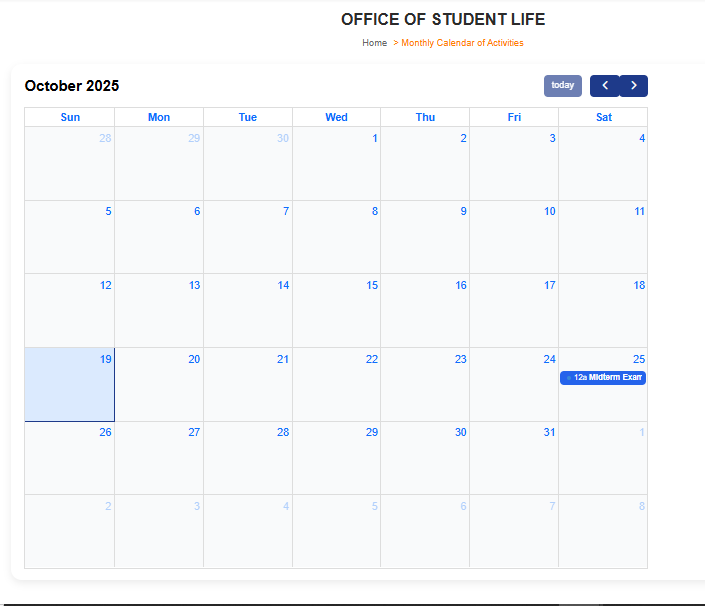 OFFICE OF STUDENT LIFE
Home > Monthly Calendar of Activities
October 2025
today
Sun Mon Tue Wed Thu Fri Sat
28 29 30 1 2 3 4
5 6 7 8 9 10 11
12 13 14 15 16 17 18
19 20 21 22 23 24 25
12a Midterm Exam
26 27 28 29 30 31 1
2 3 4 5 6 7 8